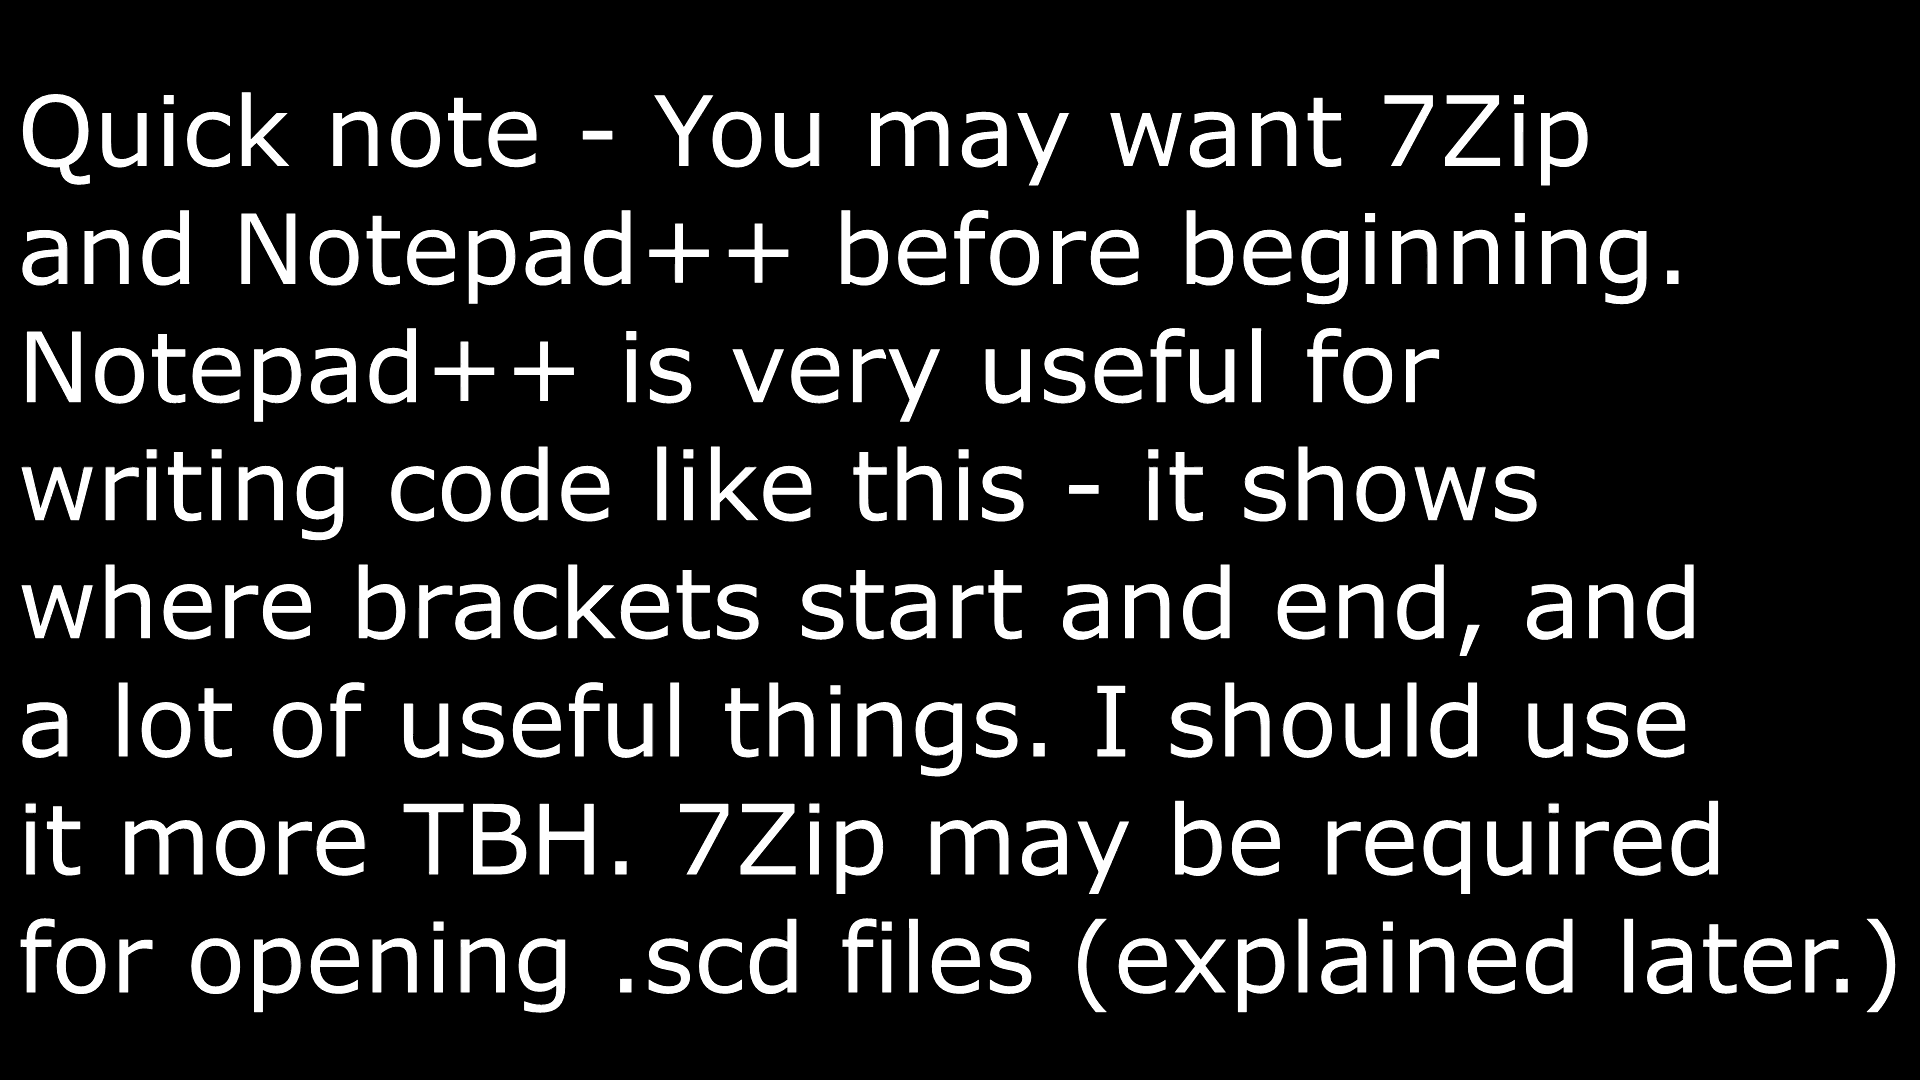 Quick note - You may want 7Zip
and Notepad++ before beginning.
Notepad++ is very useful for
writing code like this - it shows
where brackets start and end, and
a lot of useful things. I should use
it more TBH. 7Zip may be required
for opening .scd files (explained later.)